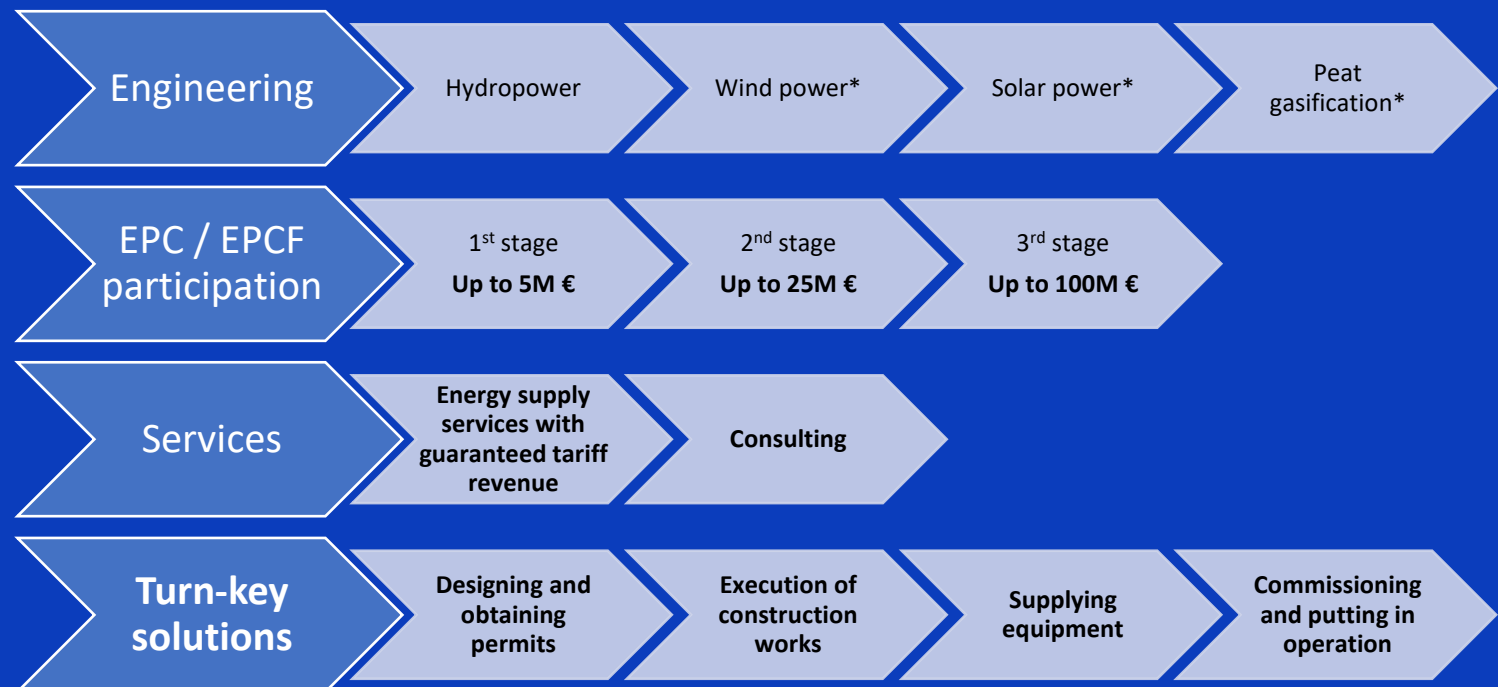 Engineering
Hydropower
Wind power*
Solar power*
Peat
gasification*
EPC / EPCF
participation
1st stage
Up to 5M €
2nd stage
Up to 25M €
3rd stage
Up to 100M €
Services
Energy supply
services with
guaranteed tariff
revenue
Consulting
Turn-key
solutions
Designing and
obtaining
permits
Execution of
construction
works
Supplying
equipment
Commissioning
and putting in
operation